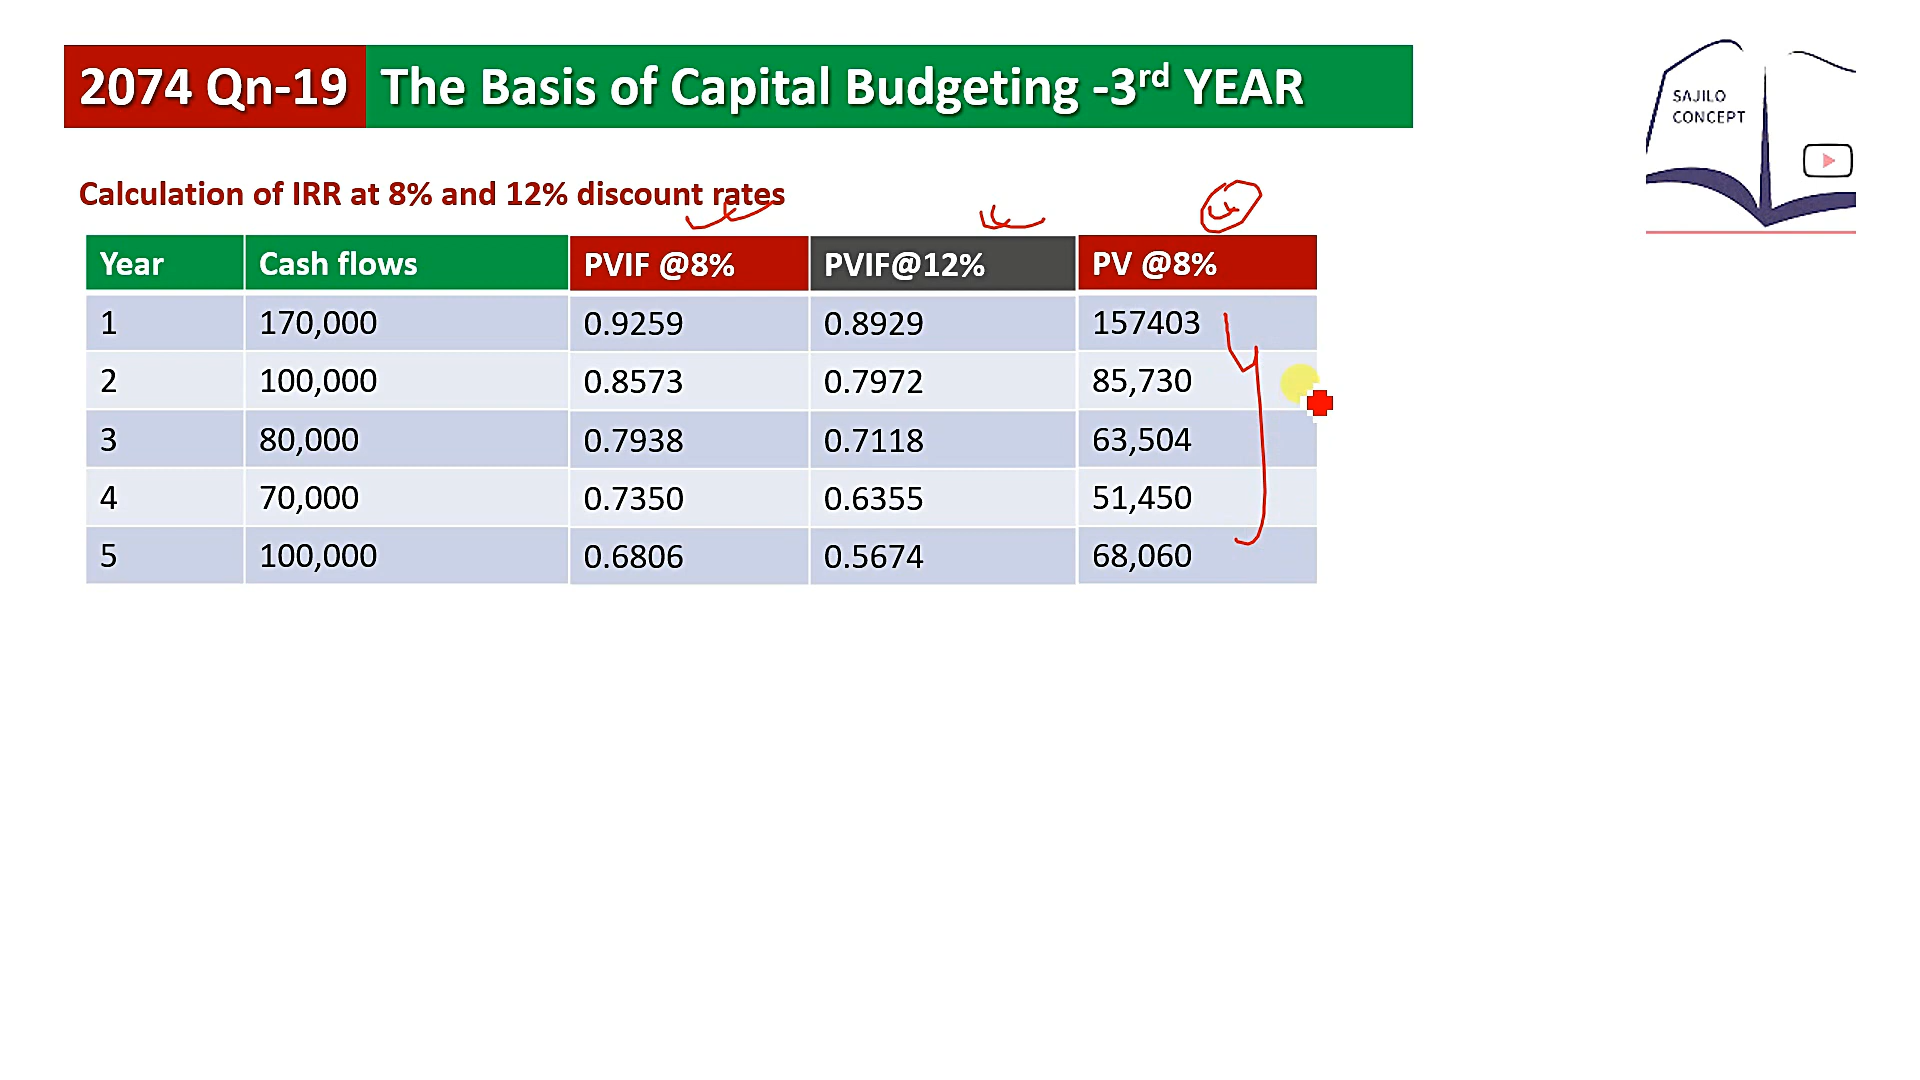 2074 Qn-19 The Basis of Capital Budgeting -3rd YEAR
SAJILO
CONCEPT
Calculation of IRR at 8% and 12% discount rates
Year Cash flows PVIF @8% PVIF@12% PV @8%
1 170,000 0.9259 0.8929 157403
2 100,000 0.8573 0.7972 85,730
3 80,000 0.7938 0.7118 63,504
4 70,000 0.7350 0.6355 51,450
5 100,000 0.6806 0.5674 68,060